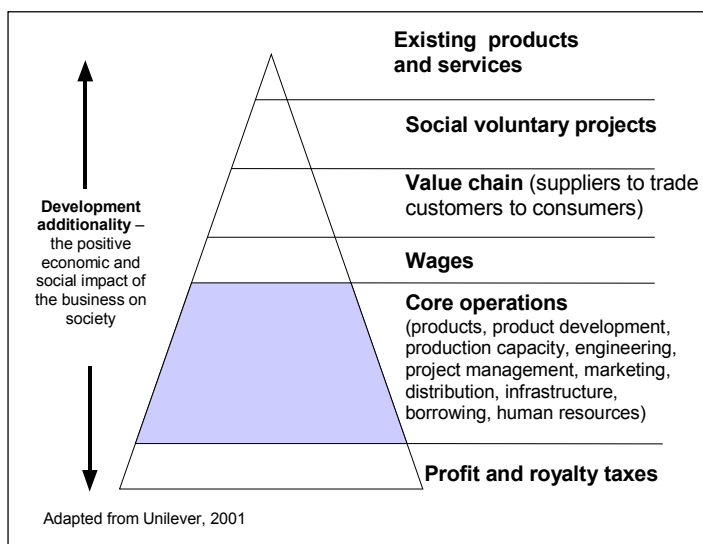 Existing products
and services
Social voluntary projects
Value chain (suppliers to trade
customers to consumers)
Development
additionality –
the positive
economic and
social impact of
the business on
society
Wages
Core operations
(products, product development,
production capacity, engineering,
project management, marketing,
distribution, infrastructure,
borrowing, human resources)
Profit and royalty taxes
Adapted from Unilever, 2001